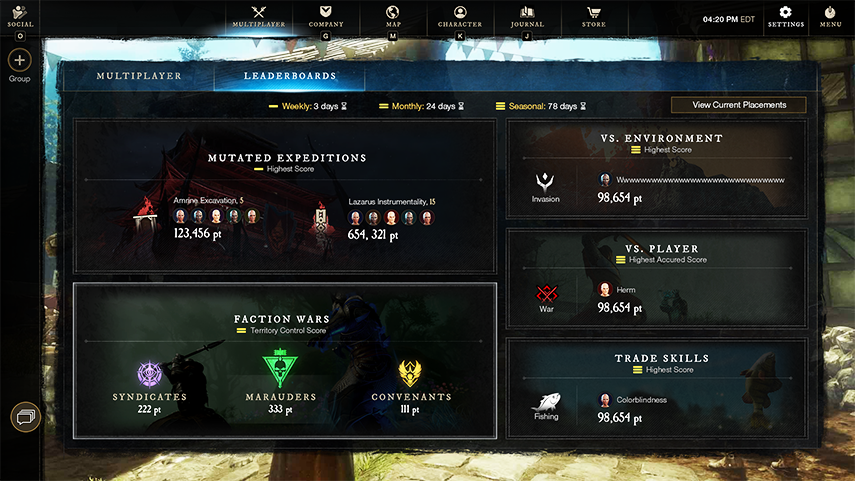 SOCIAL
O
MULTIPLAYER
COMPANY
G
MAP
M
CHARACTER
K
JOURNAL
J
STORE
04:20 PM EDT
SETTINGS
MENU
Group
MULTIPLAYER
LEADERBOARDS
Weekly: 3 days
Monthly: 24 days
Seasonal: 78 days
View Current Placements
MUTATED EXPEDITIONS
Highest Score
Amrine Excavation, 5
123,456 pt
Lazarus Instrumentality, 15
654, 321 pt
FACTION WARS
Territory Control Score
SYNDICATES
222 pt
MARAUDERS
333 pt
CONVENANTS
111 pt
VS. ENVIRONMENT
Highest Score
Invasion
Wwwwwwwwwwwwwwwwwwwwwwwwwww
98,654 pt
VS. PLAYER
Highest Accured Score
War
Herm
98,654 pt
TRADE SKILLS
Highest Score
Fishing
Colorblindness
98,654 pt